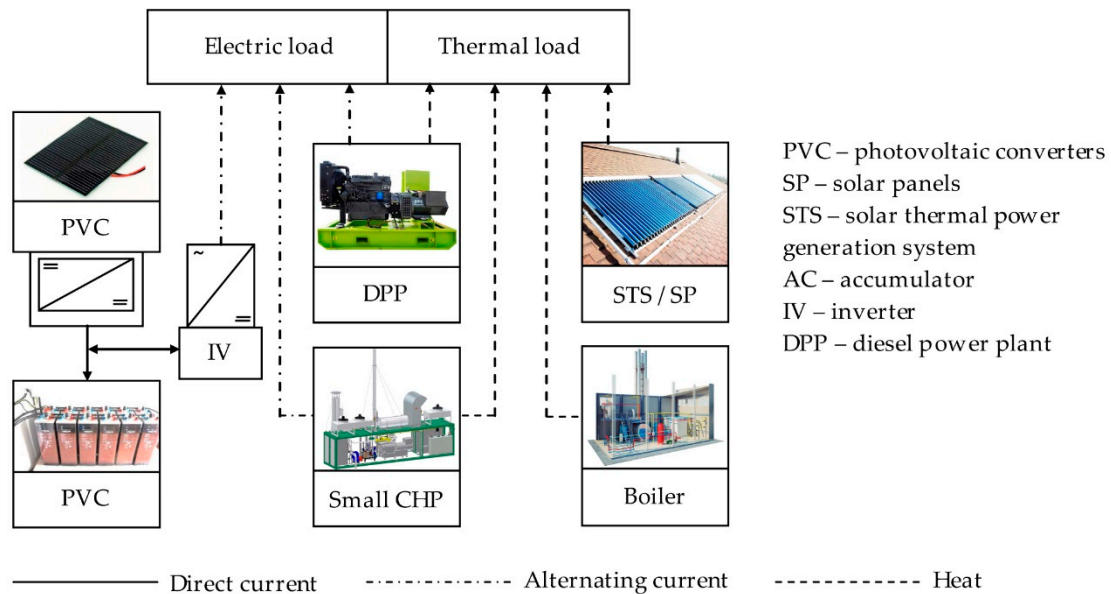 Electric load
Thermal load
PVC
=
=
~
=
IV
PVC
DPP
Small CHP
STS / SP
Boiler
PVC – photovoltaic converters
SP – solar panels
STS – solar thermal power
generation system
AC – accumulator
IV – inverter
DPP – diesel power plant
Direct current
Alternating current
Heat